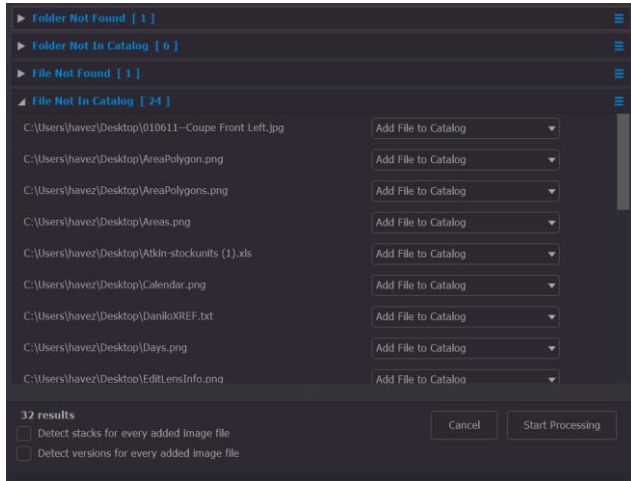 Folder Not Found [ 1 ]
Folder Not In Catalog [ 6 ]
File Not Found [ 1 ]
File Not In Catalog [ 24 ]
C:\Users\havez\Desktop\010611--Coupe Front Left.jpg Add File to Catalog
C:\Users\havez\Desktop\AreaPolygon.png Add File to Catalog
C:\Users\havez\Desktop\AreaPolygons.png Add File to Catalog
C:\Users\havez\Desktop\Areas.png Add File to Catalog
C:\Users\havez\Desktop\Atkin-stockunits (1).xls Add File to Catalog
C:\Users\havez\Desktop\Calendar.png Add File to Catalog
C:\Users\havez\Desktop\DaniloXREF.txt Add File to Catalog
C:\Users\havez\Desktop\Days.png Add File to Catalog
C:\Users\havez\Desktop\EditLensInfo.png Add File to Catalog
32 results
Detect stacks for every added image file
Detect versions for every added image file
Cancel Start Processing